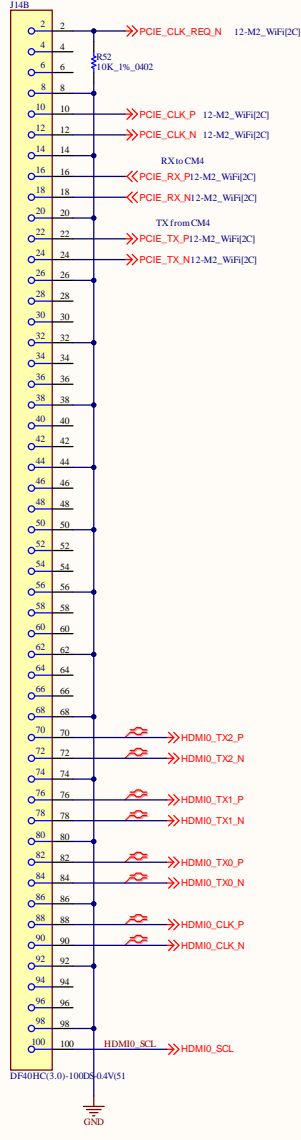 J14B
2 2 PCIE_CLK_REQ_N 12-M2_WiFi[2C]
4 4
R52
6 6 10K_1%_0402
8 8
10 10 PCIE_CLK_P 12-M2_WiFi[2C]
12 12 PCIE_CLK_N 12-M2_WiFi[2C]
14 14
RX to CM4
16 16 PCIE_RX_P12-M2_WiFi[2C]
18 18 PCIE_RX_N12-M2_WiFi[2C]
20 20
TX from CM4
22 22 PCIE_TX_P12-M2_WiFi[2C]
24 24 PCIE_TX_N12-M2_WiFi[2C]
26 26
28 28
30 30
32 32
34 34
36 36
38 38
40 40
42 42
44 44
46 46
48 48
50 50
52 52
54 54
56 56
58 58
60 60
62 62
64 64
66 66
68 68
70 70 HDMI0_TX2_P
72 72 HDMI0_TX2_N
74 74
76 76 HDMI0_TX1_P
78 78 HDMI0_TX1_N
80 80
82 82 HDMI0_TX0_P
84 84 HDMI0_TX0_N
86 86
88 88 HDMI0_CLK_P
90 90 HDMI0_CLK_N
92 92
94 94
96 96
98 98
100 100 HDMI0_SCL HDMI0_SCL
DF40HC(3.0)-100DS-0.4V(51
GND